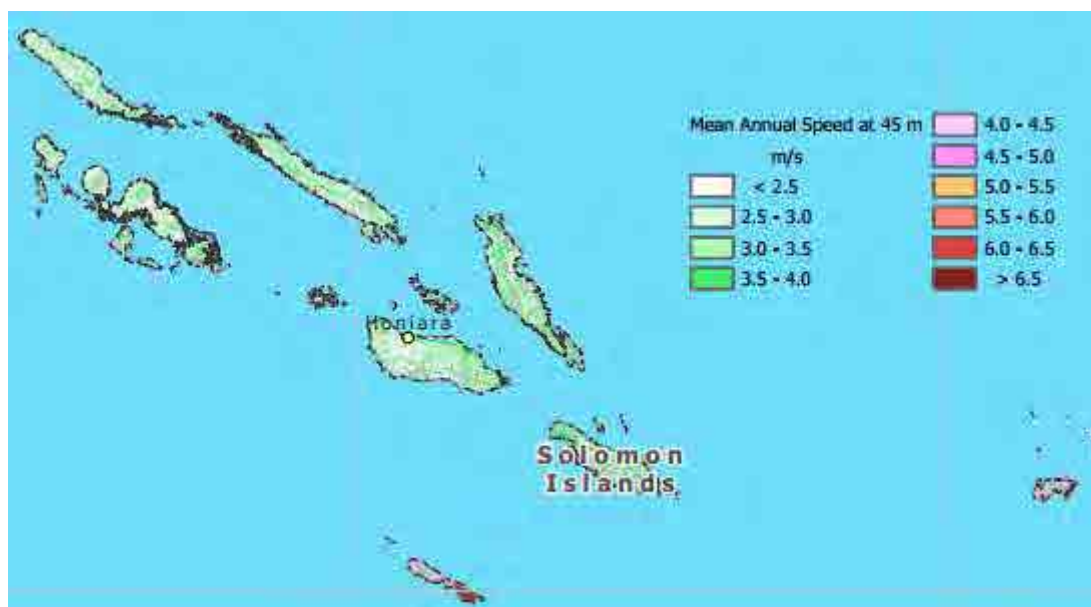 Mean Annual Speed at 45 m
m/s
< 2.5
2.5 - 3.0
3.0 - 3.5
3.5 - 4.0
4.0 - 4.5
4.5 - 5.0
5.0 - 5.5
5.5 - 6.0
6.0 - 6.5
> 6.5
Honiara
Solomon
Islands